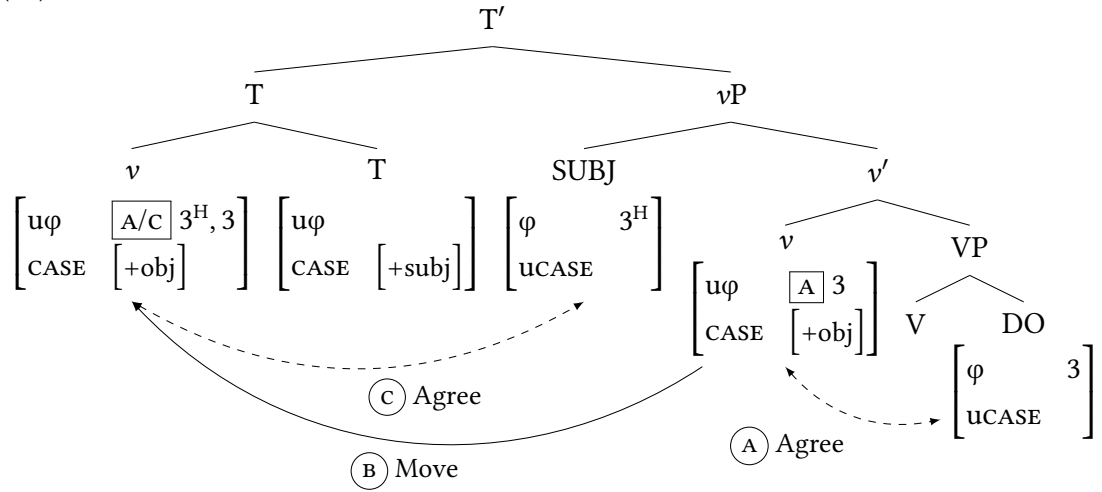 T′
T vP
v T SUBJ v′
uφ A/C 3ᴴ, 3 uφ φ 3ᴴ v VP
CASE [+obj] CASE [+subj] uCASE
uφ A 3 V DO
CASE [+obj]
φ 3
C Agree uCASE
A Agree
B Move